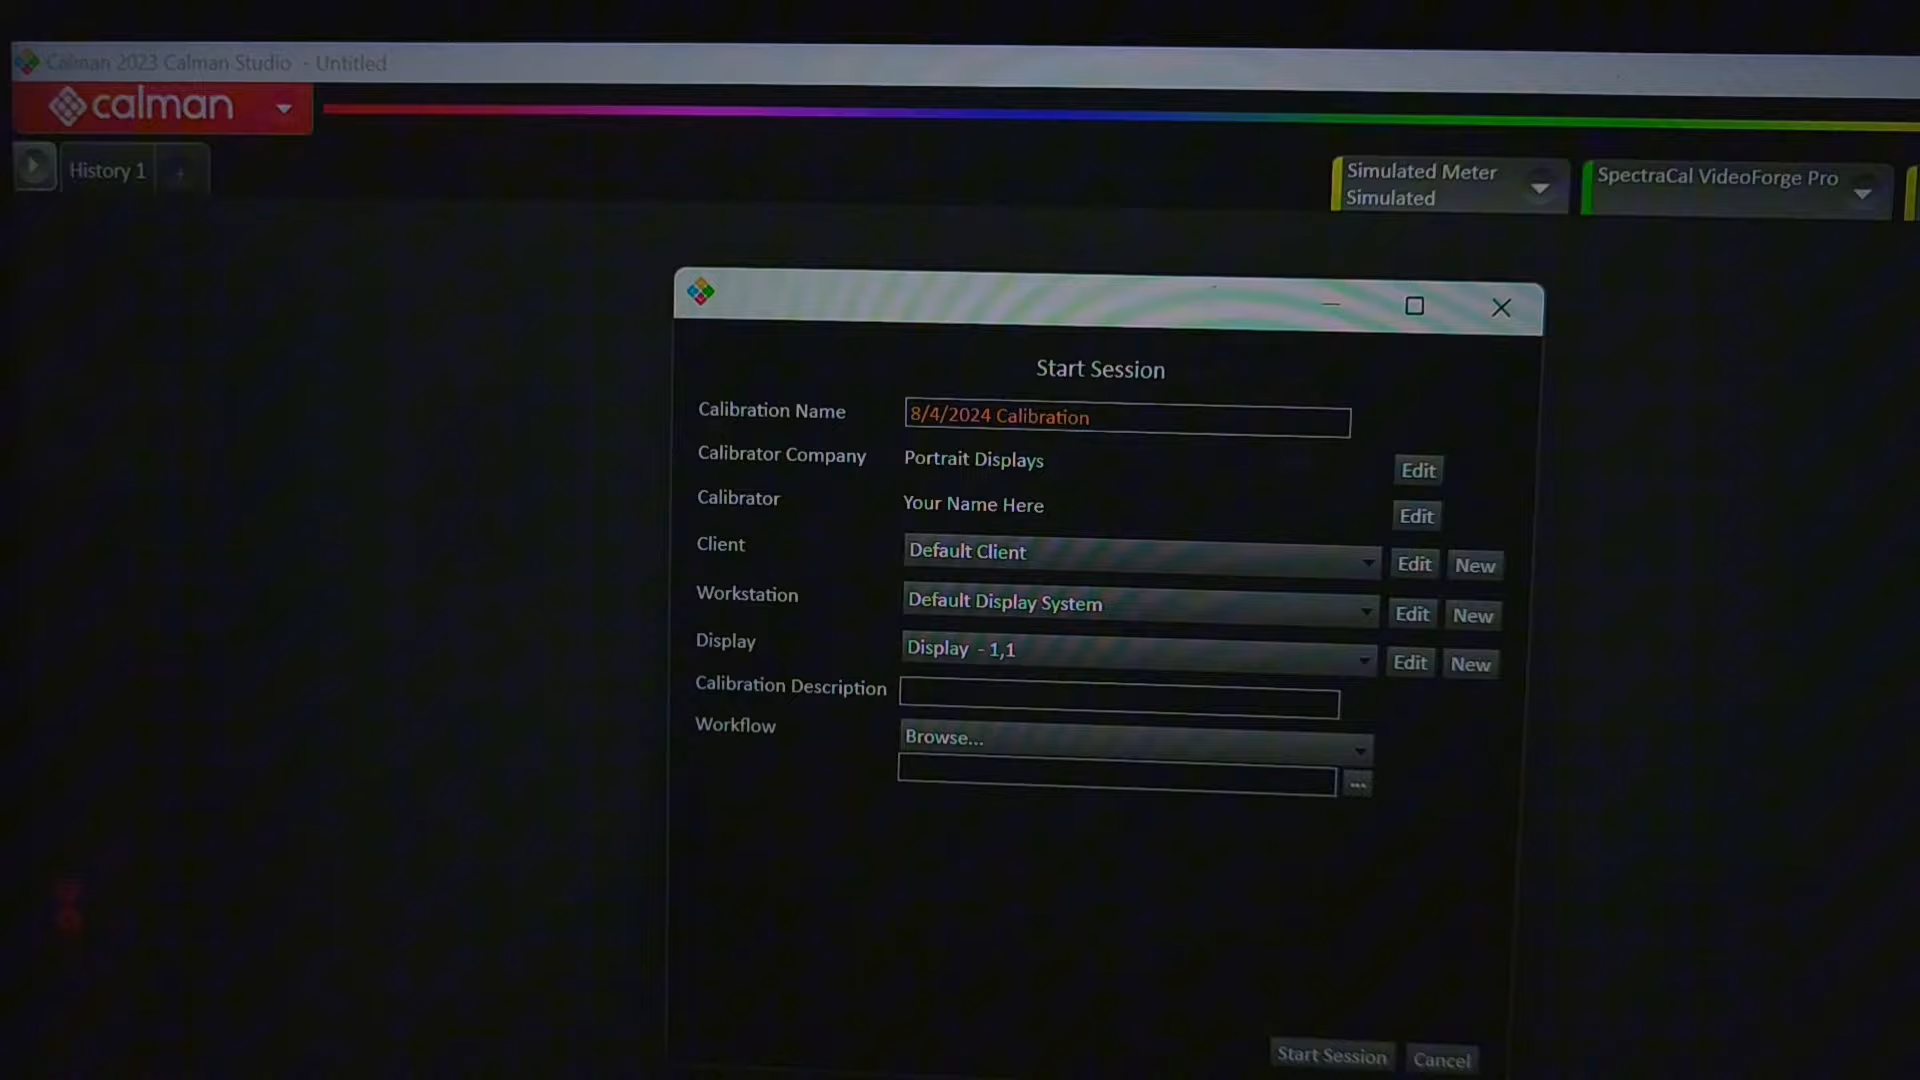 Calman 2023 Calman Studio - Untitled
calman
History 1 +
Simulated Meter
Simulated
SpectraCal VideoForge Pro
Start Session
Calibration Name 8/4/2024 Calibration
Calibrator Company Portrait Displays Edit
Calibrator Your Name Here Edit
Client Default Client Edit New
Workstation Default Display System Edit New
Display Display - 1,1 Edit New
Calibration Description
Workflow Browse...
...
Start Session Cancel